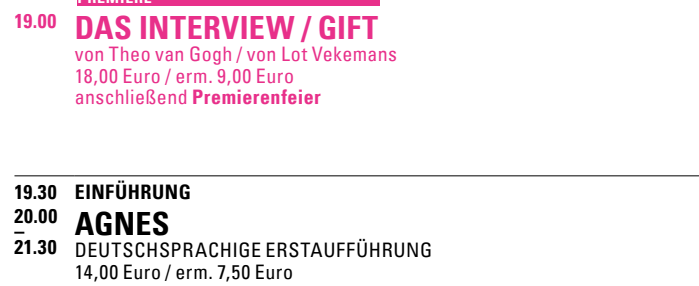 PREMIERE
19.00 DAS INTERVIEW / GIFT
von Theo van Gogh / von Lot Vekemans
18,00 Euro / erm. 9,00 Euro
anschließend Premierenfeier
19.30 EINFÜHRUNG
20.00 AGNES
–
21.30 DEUTSCHSPRACHIGE ERSTAUFFÜHRUNG
14,00 Euro / erm. 7,50 Euro